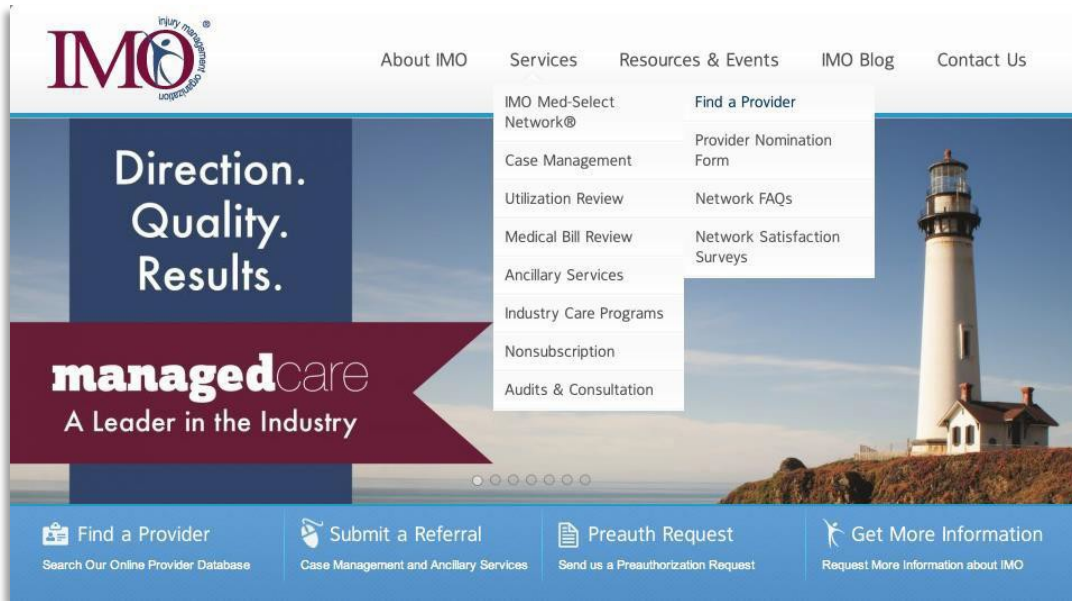 IMO
injury management organization
®
About IMO
Services
Resources & Events
IMO Blog
Contact Us
IMO Med-Select
Network®
Case Management
Utilization Review
Medical Bill Review
Ancillary Services
Industry Care Programs
Nonsubscription
Audits & Consultation
Find a Provider
Provider Nomination
Form
Network FAQs
Network Satisfaction
Surveys
Direction.
Quality.
Results.
managedcare
A Leader in the Industry
Find a Provider
Search Our Online Provider Database
Submit a Referral
Case Management and Ancillary Services
Preauth Request
Send us a Preauthorization Request
Get More Information
Request More Information about IMO